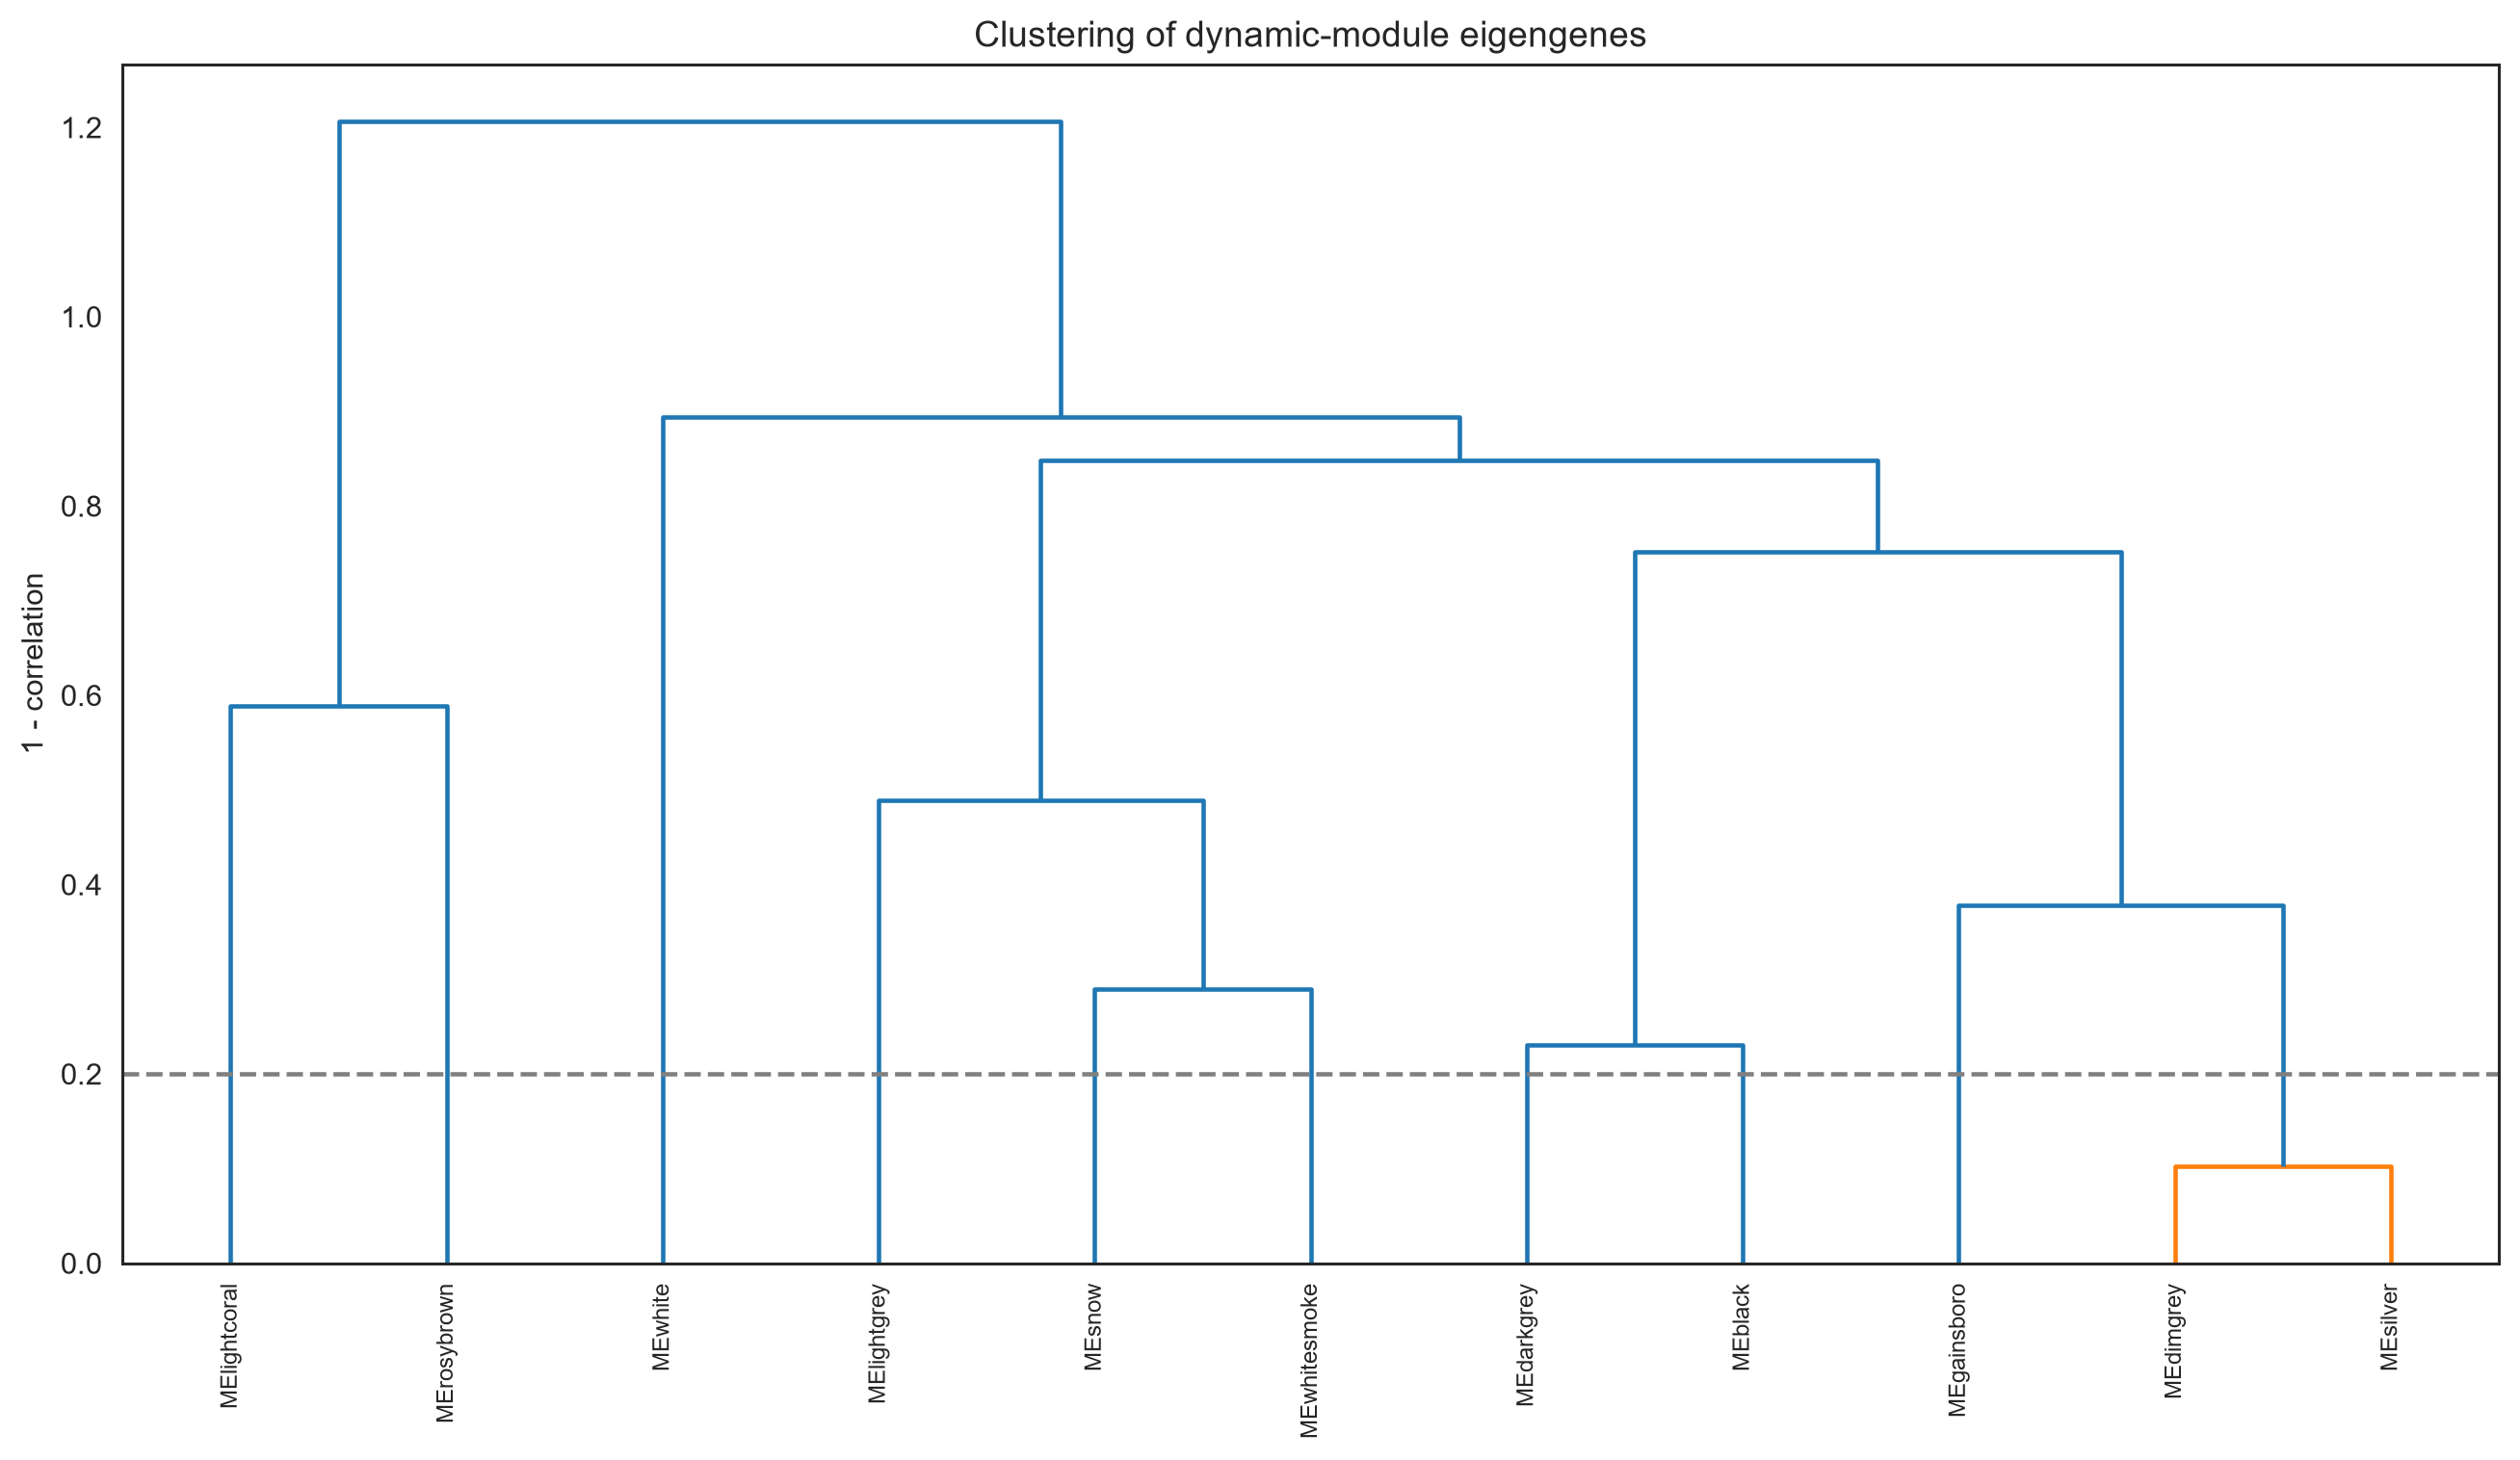 Clustering of dynamic-module eigengenes
1 - correlation
1.2
1.0
0.8
0.6
0.4
0.2
0.0
MElightcoral
MErosybrown
MEwhite
MElightgrey
MEsnow
MEwhitesmoke
MEdarkgrey
MEblack
MEgainsboro
MEdimgrey
MEsilver